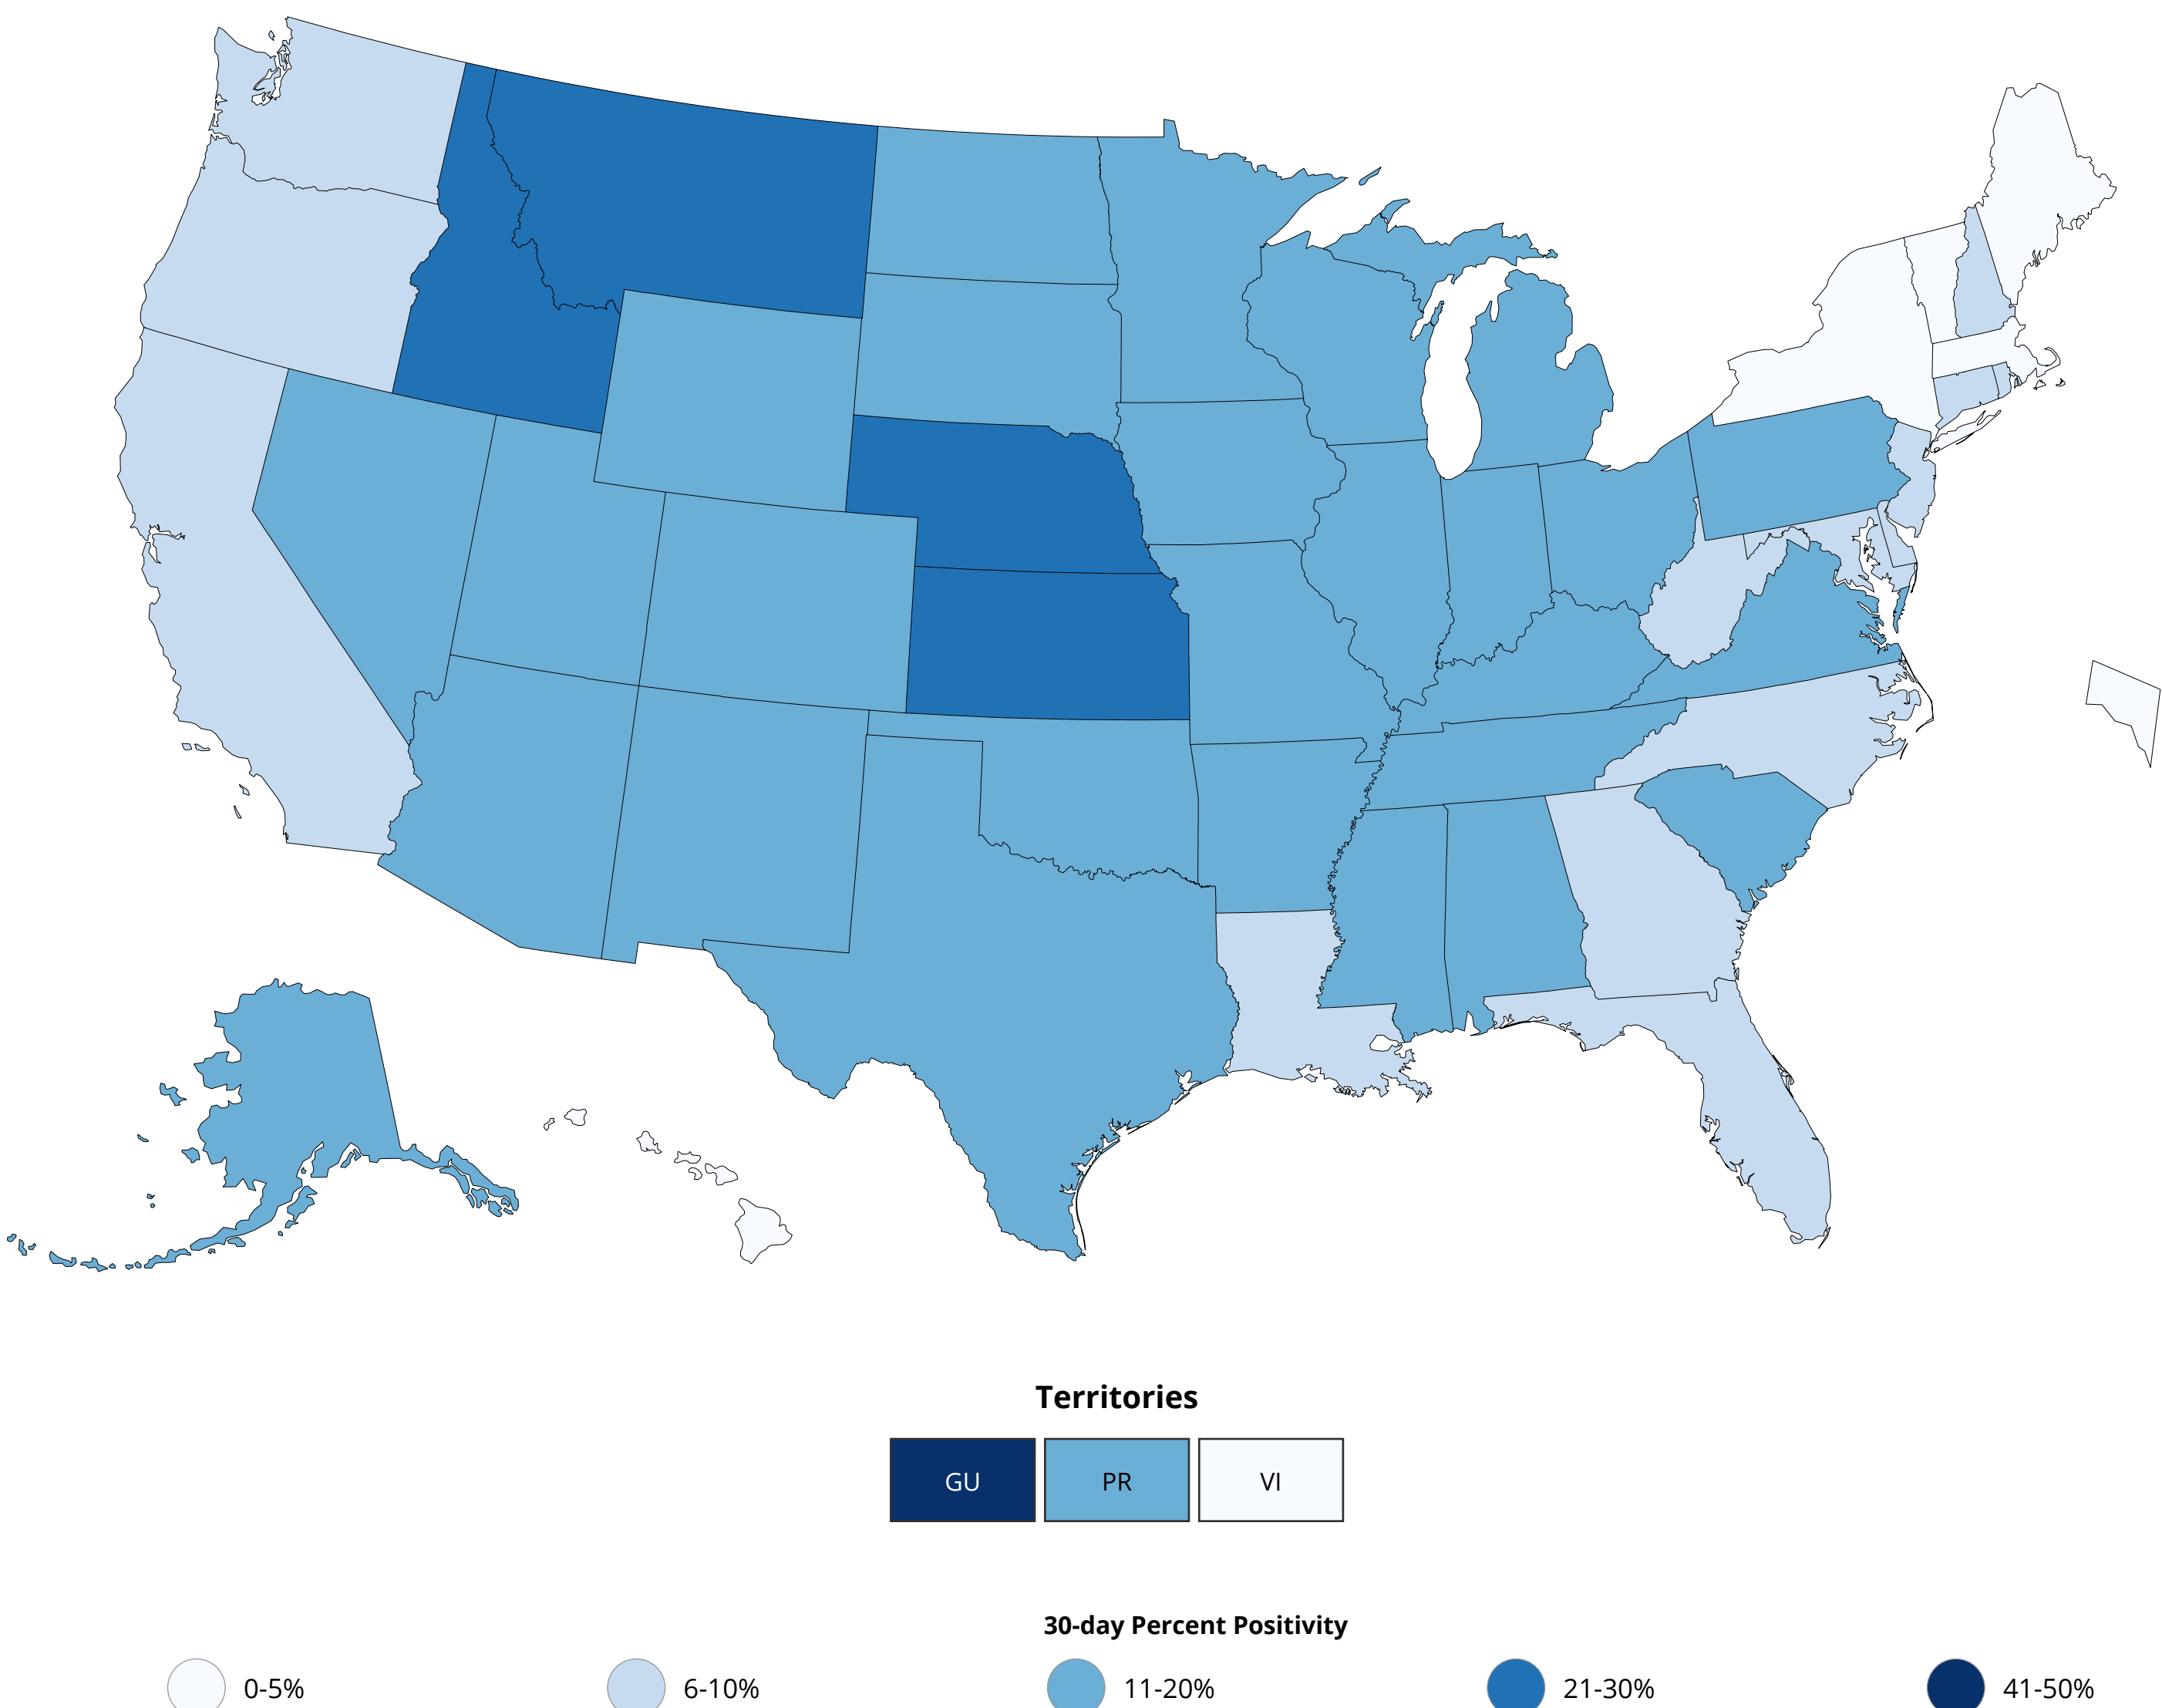 Territories
GU PR VI
30-day Percent Positivity
0-5% 6-10% 11-20% 21-30% 41-50%